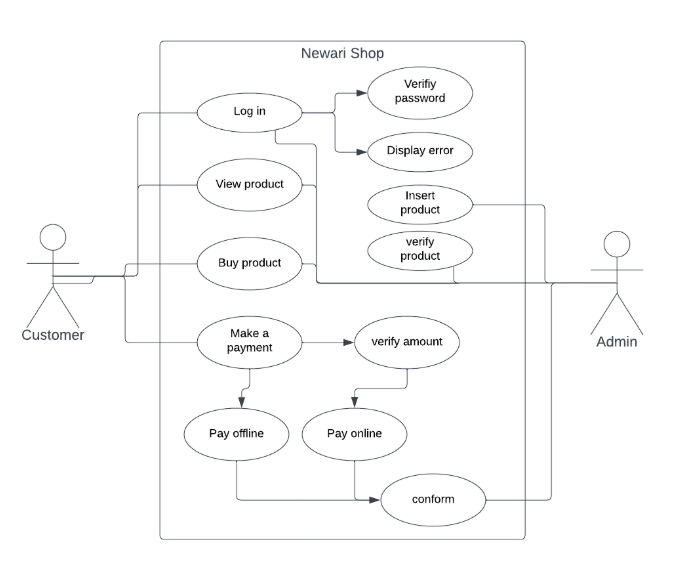 Newari Shop
Verifiy
password
Log in
Display error
View product
Insert
product
verify
product
Buy product
Customer
Admin
Make a
payment
verify amount
Pay offline
Pay online
conform